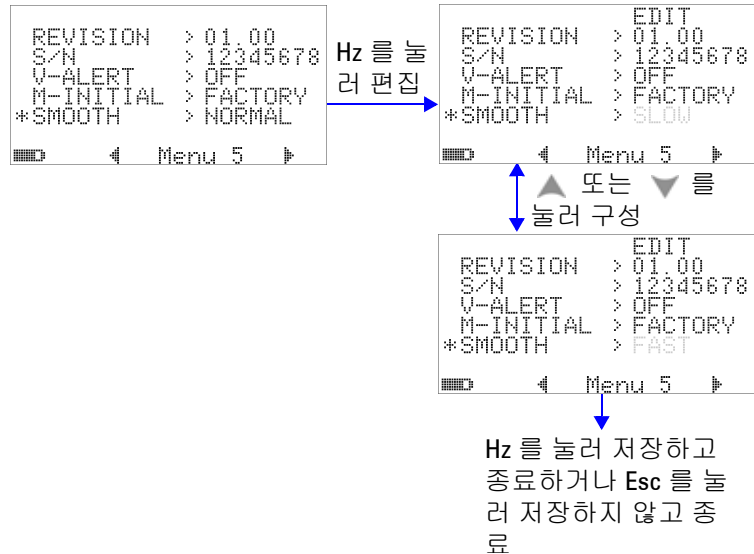 REVISION > 01.00
S/N > 12345678
V-ALERT > OFF
M-INITIAL > FACTORY
*SMOOTH > NORMAL
Menu 5
Hz 를 눌
러 편집
EDIT
REVISION > 01.00
S/N > 12345678
V-ALERT > OFF
M-INITIAL > FACTORY
*SMOOTH > SLOW
Menu 5
또는 를
눌러 구성
EDIT
REVISION > 01.00
S/N > 12345678
V-ALERT > OFF
M-INITIAL > FACTORY
*SMOOTH > FAST
Menu 5
Hz 를 눌러 저장하고
종료하거나 Esc 를 눌
러 저장하지 않고 종
료